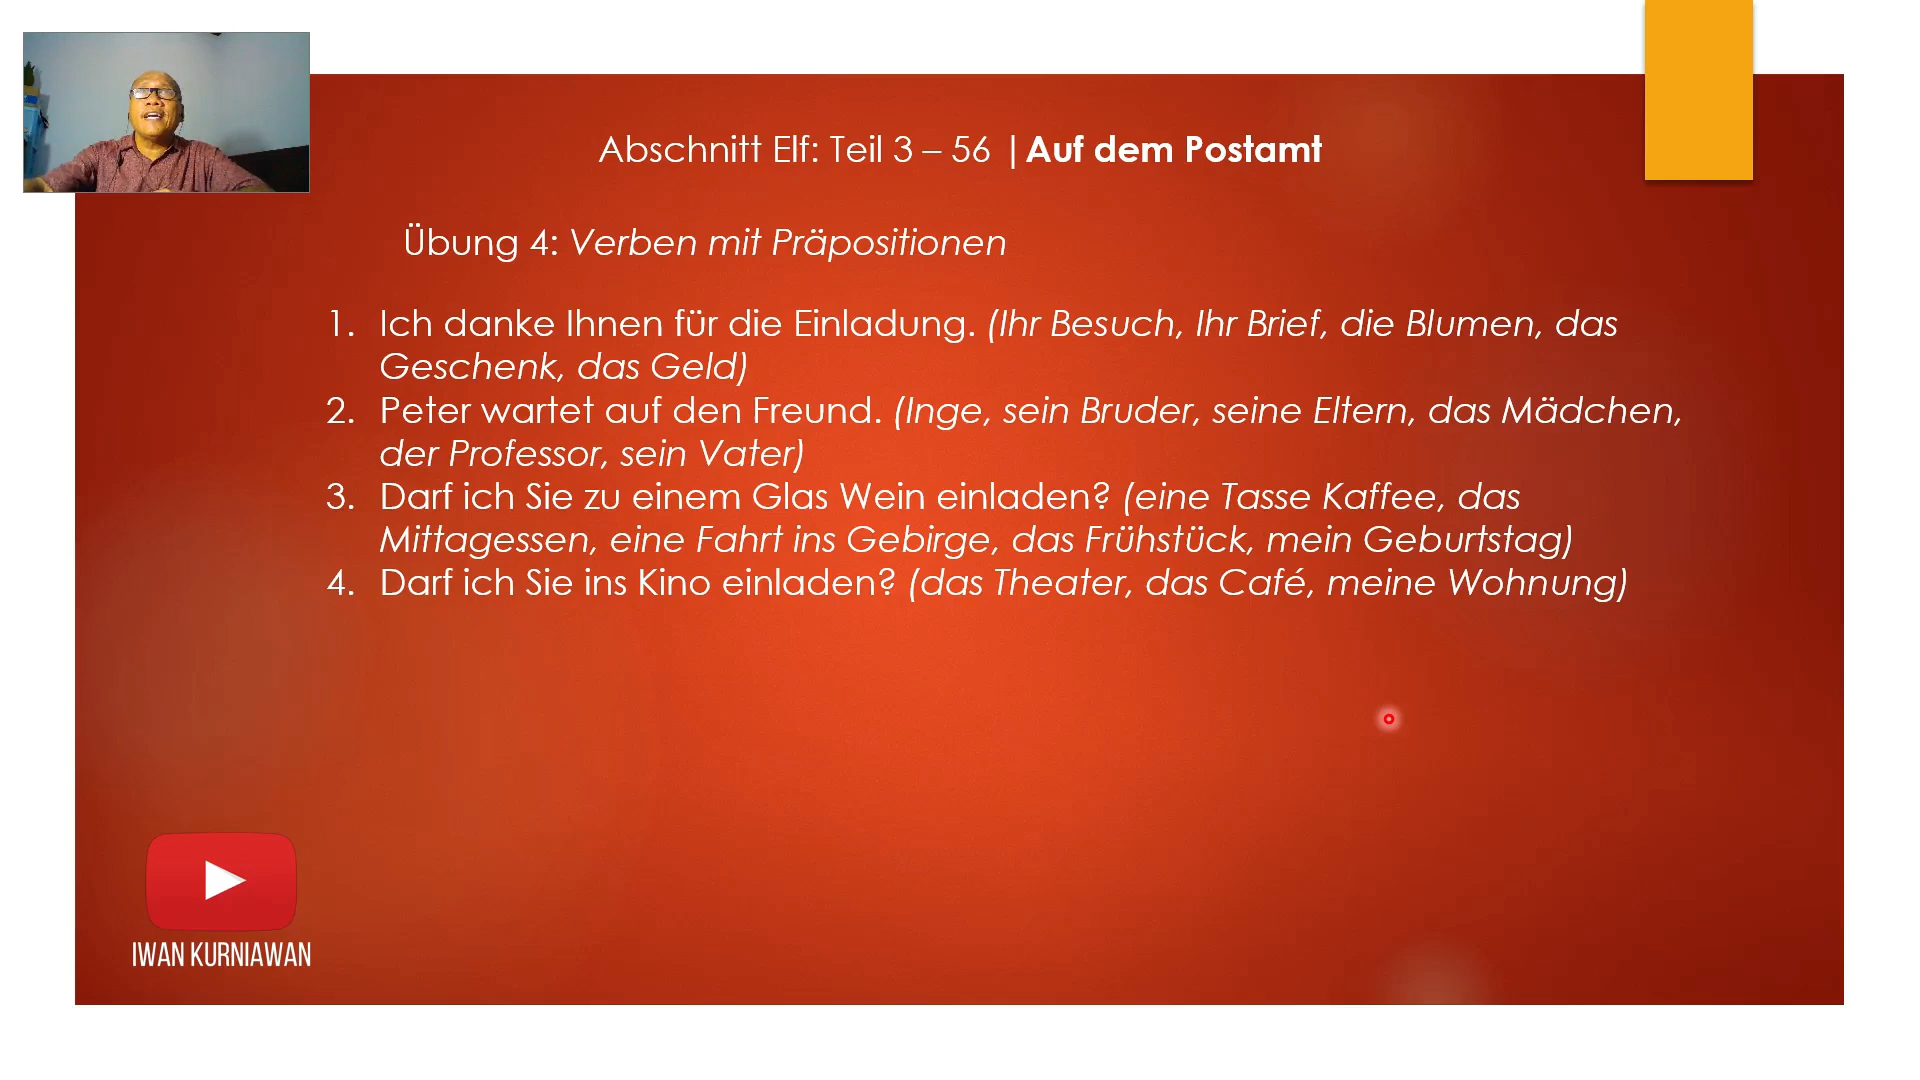 Abschnitt Elf: Teil 3 – 56 |Auf dem Postamt
Übung 4: Verben mit Präpositionen
1. Ich danke Ihnen für die Einladung. (Ihr Besuch, Ihr Brief, die Blumen, das
Geschenk, das Geld)
2. Peter wartet auf den Freund. (Inge, sein Bruder, seine Eltern, das Mädchen,
der Professor, sein Vater)
3. Darf ich Sie zu einem Glas Wein einladen? (eine Tasse Kaffee, das
Mittagessen, eine Fahrt ins Gebirge, das Frühstück, mein Geburtstag)
4. Darf ich Sie ins Kino einladen? (das Theater, das Café, meine Wohnung)
IWAN KURNIAWAN